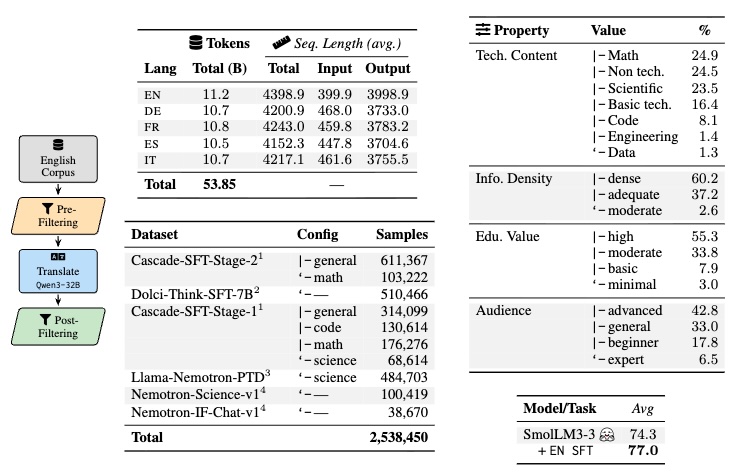 English
Corpus
Pre-
Filtering
Translate
Qwen3-32B
Post-
Filtering
Tokens Seq. Length (avg.)
Lang Total (B) Total Input Output
EN 11.2 4398.9 399.9 3998.9
DE 10.7 4200.9 468.0 3733.0
FR 10.8 4243.0 459.8 3783.2
ES 10.5 4152.3 447.8 3704.6
IT 10.7 4217.1 461.6 3755.5
Total 53.85 —
Dataset Config Samples
Cascade-SFT-Stage-2¹ |-general 611,367
‘-math 103,222
Dolci-Think-SFT-7B² ‘-— 510,466
Cascade-SFT-Stage-1¹ |-general 314,099
|-code 130,614
|-math 176,276
‘-science 68,614
Llama-Nemotron-PTD³ ‘-science 484,703
Nemotron-Science-v1⁴ ‘-— 100,419
Nemotron-IF-Chat-v1⁴ ‘-— 38,670
Total 2,538,450
Property Value %
Tech. Content |-Math 24.9
|-Non tech. 24.5
|-Scientific 23.5
|-Basic tech. 16.4
|-Code 8.1
|-Engineering 1.4
‘-Data 1.3
Info. Density |-dense 60.2
|-adequate 37.2
‘-moderate 2.6
Edu. Value |-high 55.3
|-moderate 33.8
|-basic 7.9
‘-minimal 3.0
Audience |-advanced 42.8
|-general 33.0
|-beginner 17.8
‘-expert 6.5
Model/Task Avg
SmolLM3-3 74.3
+ EN SFT 77.0